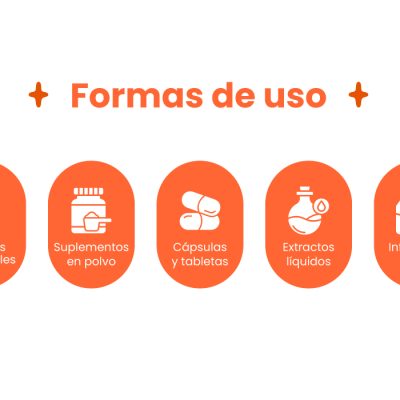 Formas de uso
Suplementos
en polvo
Cápsulas
y tabletas
Extractos
líquidos